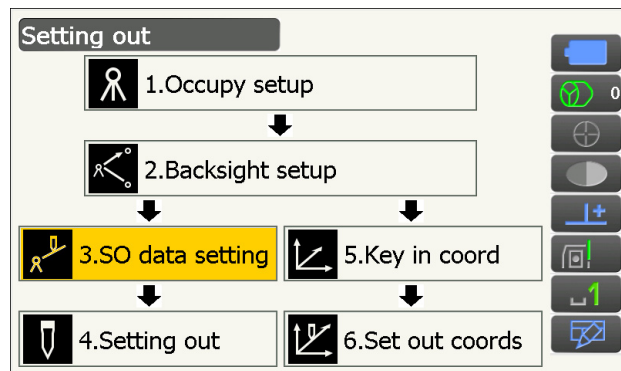 Setting out
1.Occupy setup
2.Backsight setup
3.SO data setting
5.Key in coord
4.Setting out
6.Set out coords
0
+
1